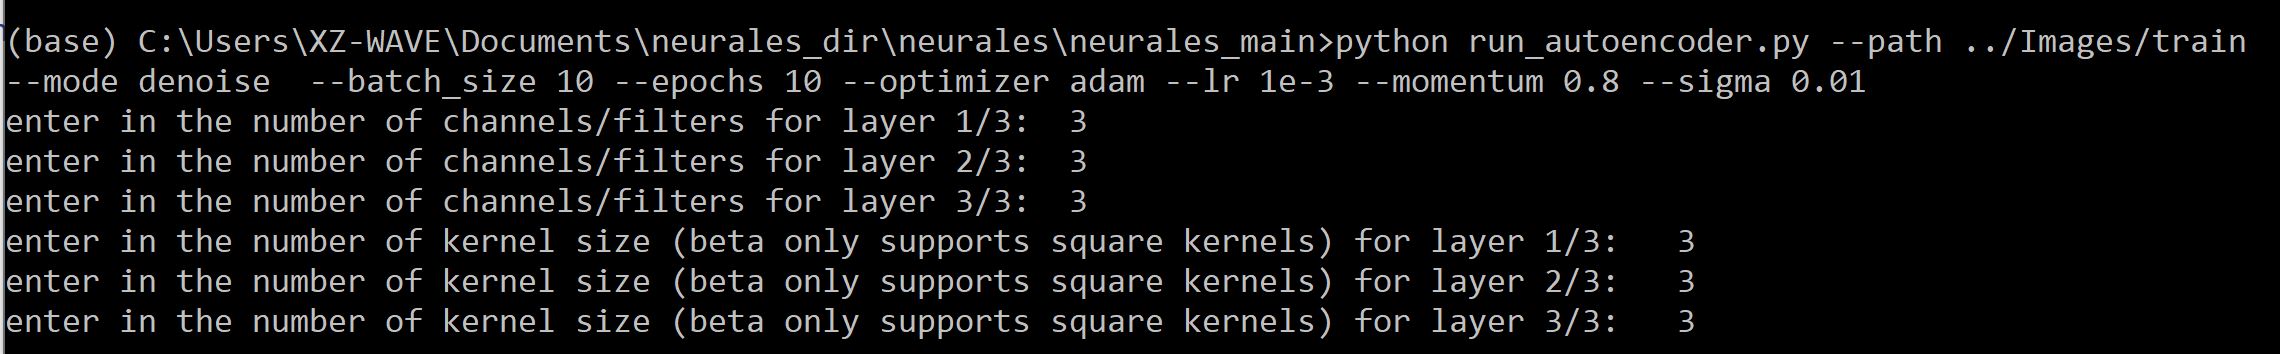 (base) C:\Users\XZ-WAVE\Documents\neurales_dir\neurales\neurales_main>python run_autoencoder.py --path ../Images/train
--mode denoise  --batch_size 10 --epochs 10 --optimizer adam --lr 1e-3 --momentum 0.8 --sigma 0.01
enter in the number of channels/filters for layer 1/3:  3
enter in the number of channels/filters for layer 2/3:  3
enter in the number of channels/filters for layer 3/3:  3
enter in the number of kernel size (beta only supports square kernels) for layer 1/3:   3
enter in the number of kernel size (beta only supports square kernels) for layer 2/3:   3
enter in the number of kernel size (beta only supports square kernels) for layer 3/3:   3